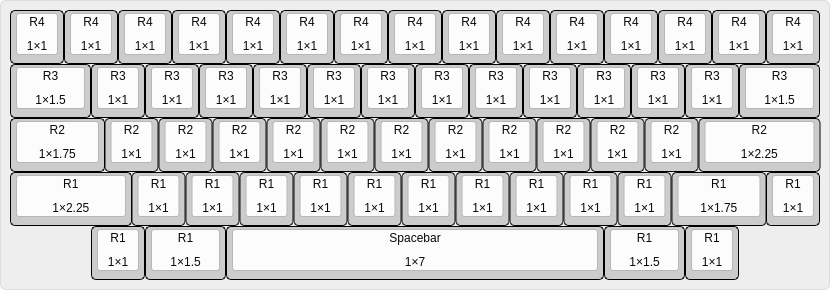 R4 R4 R4 R4 R4 R4 R4 R4 R4 R4 R4 R4 R4 R4 R4
1×1 1×1 1×1 1×1 1×1 1×1 1×1 1×1 1×1 1×1 1×1 1×1 1×1 1×1 1×1
R3 R3 R3 R3 R3 R3 R3 R3 R3 R3 R3 R3 R3 R3
1×1.5 1×1 1×1 1×1 1×1 1×1 1×1 1×1 1×1 1×1 1×1 1×1 1×1 1×1.5
R2 R2 R2 R2 R2 R2 R2 R2 R2 R2 R2 R2 R2
1×1.75 1×1 1×1 1×1 1×1 1×1 1×1 1×1 1×1 1×1 1×1 1×1 1×2.25
R1 R1 R1 R1 R1 R1 R1 R1 R1 R1 R1 R1 R1
1×2.25 1×1 1×1 1×1 1×1 1×1 1×1 1×1 1×1 1×1 1×1 1×1.75 1×1
R1 R1 Spacebar R1 R1
1×1 1×1.5 1×7 1×1.5 1×1